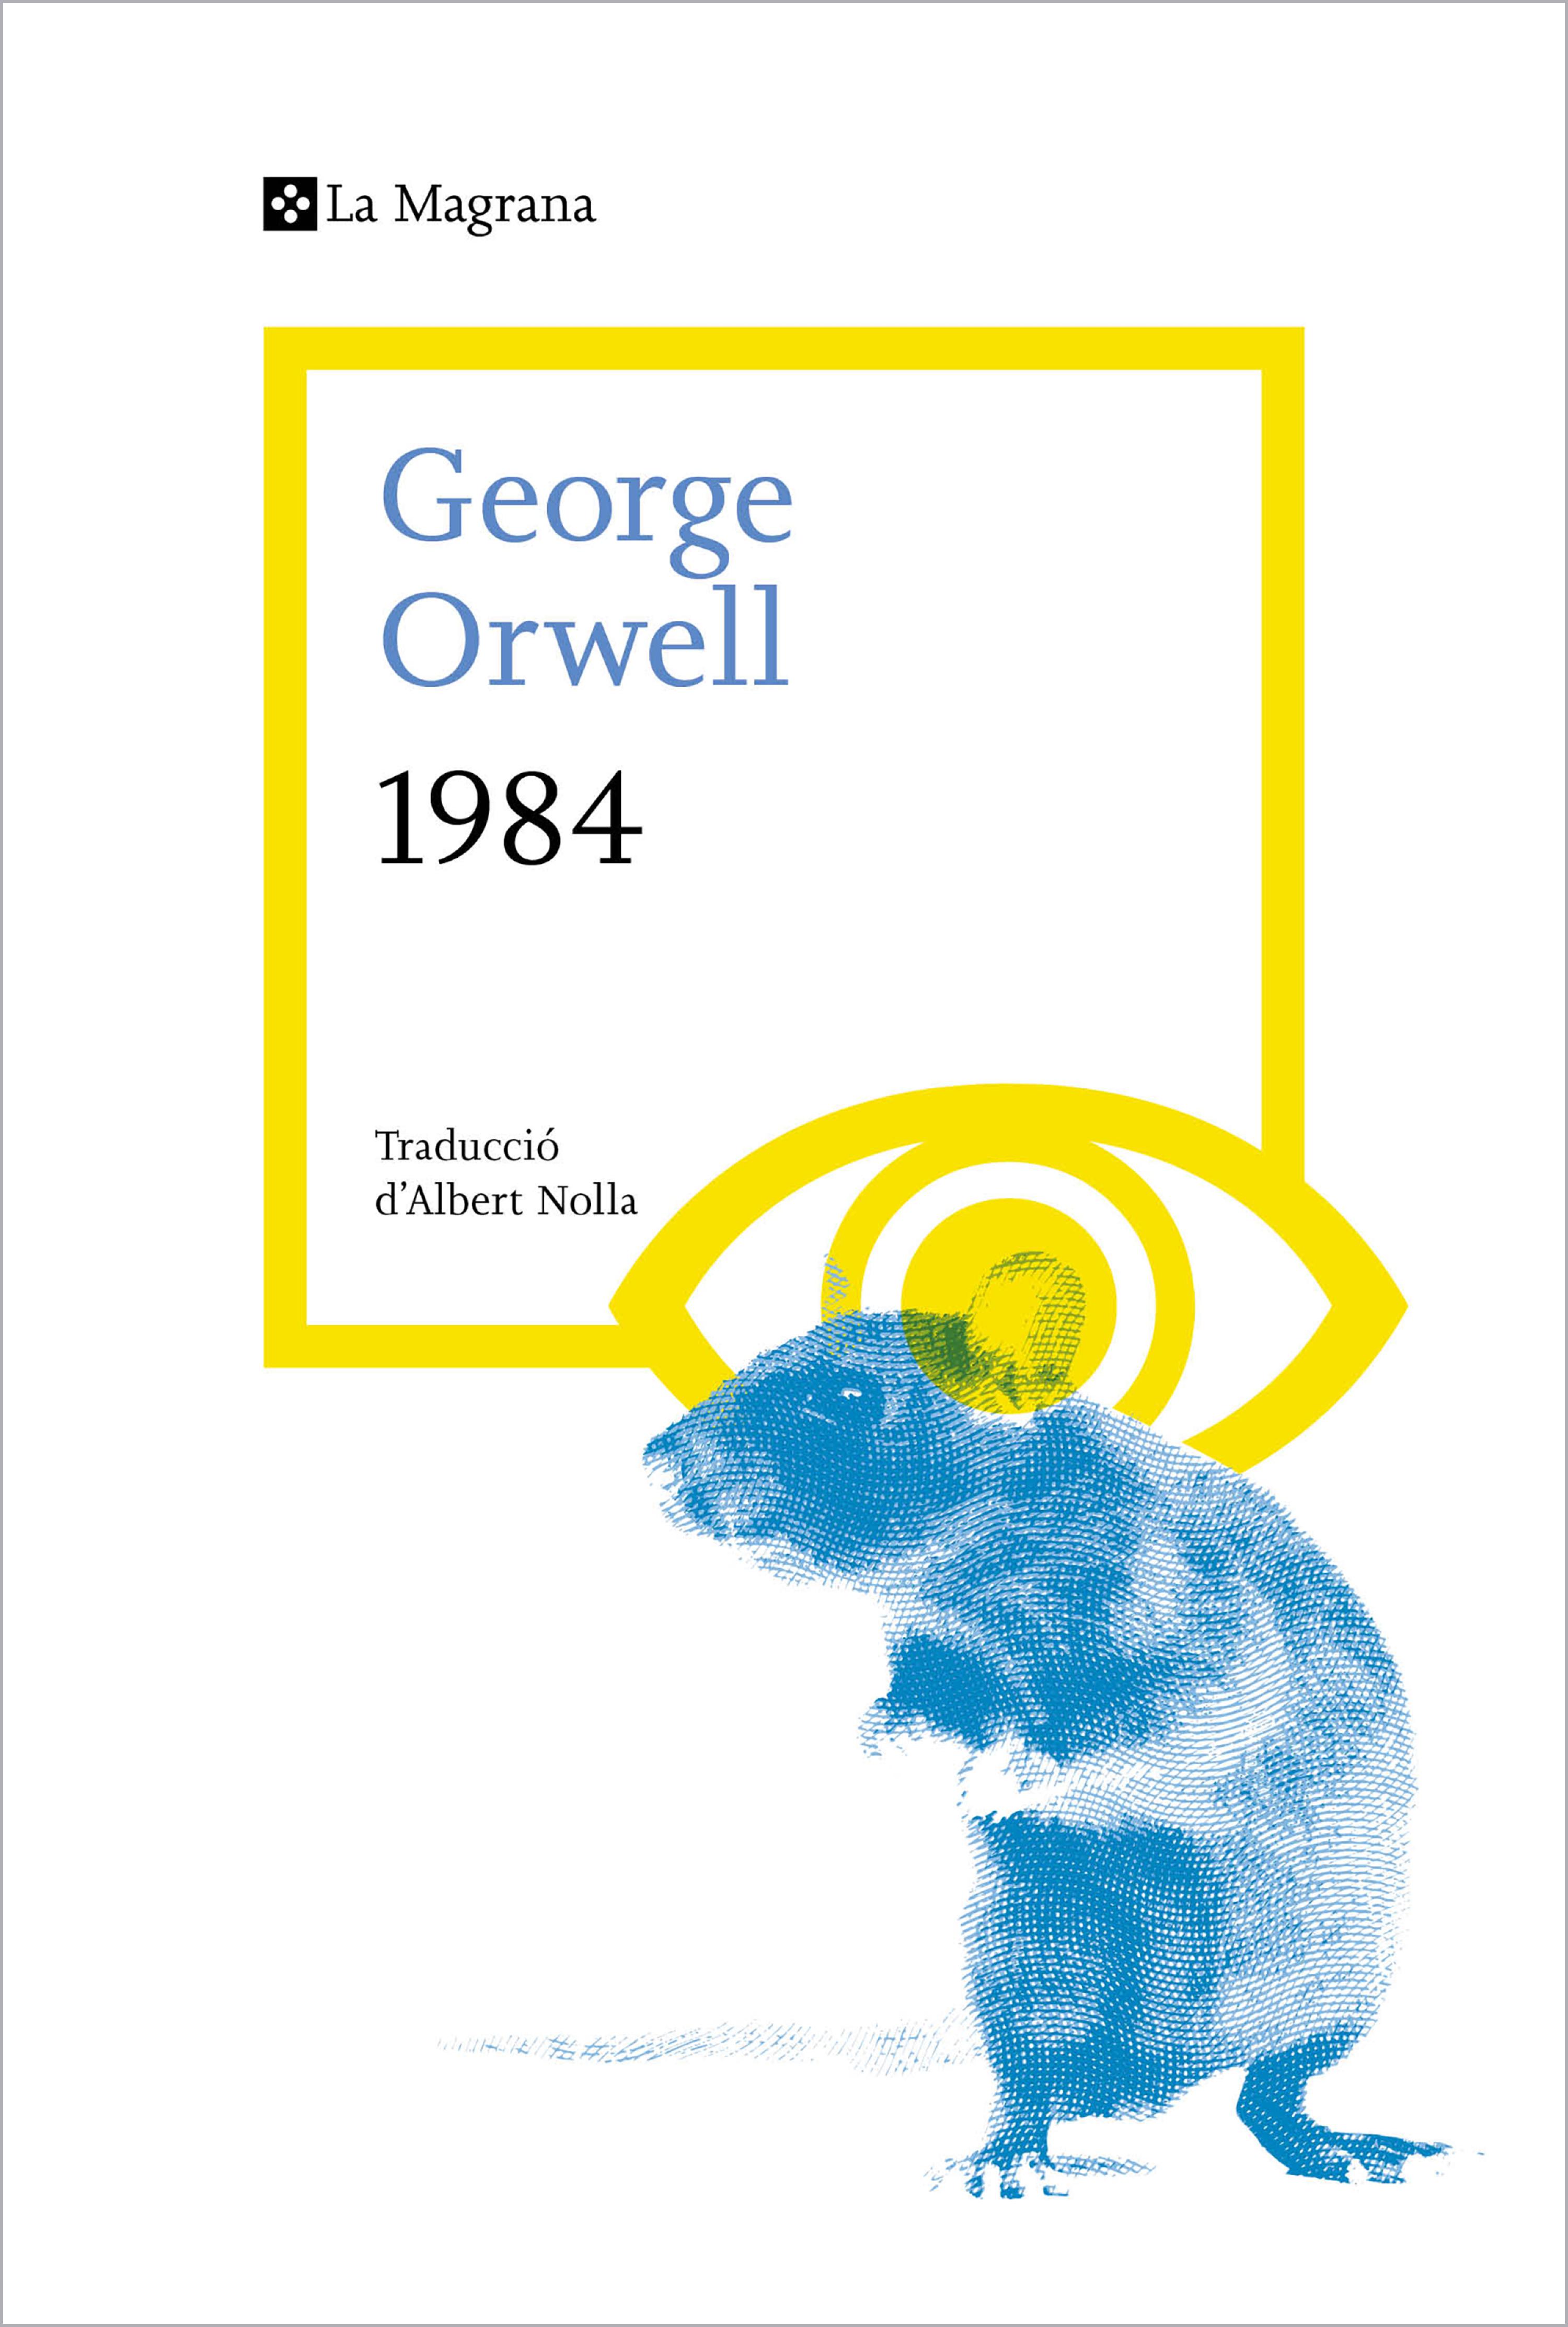 La Magrana
George
Orwell
1984
Traducció
d’Albert Nolla